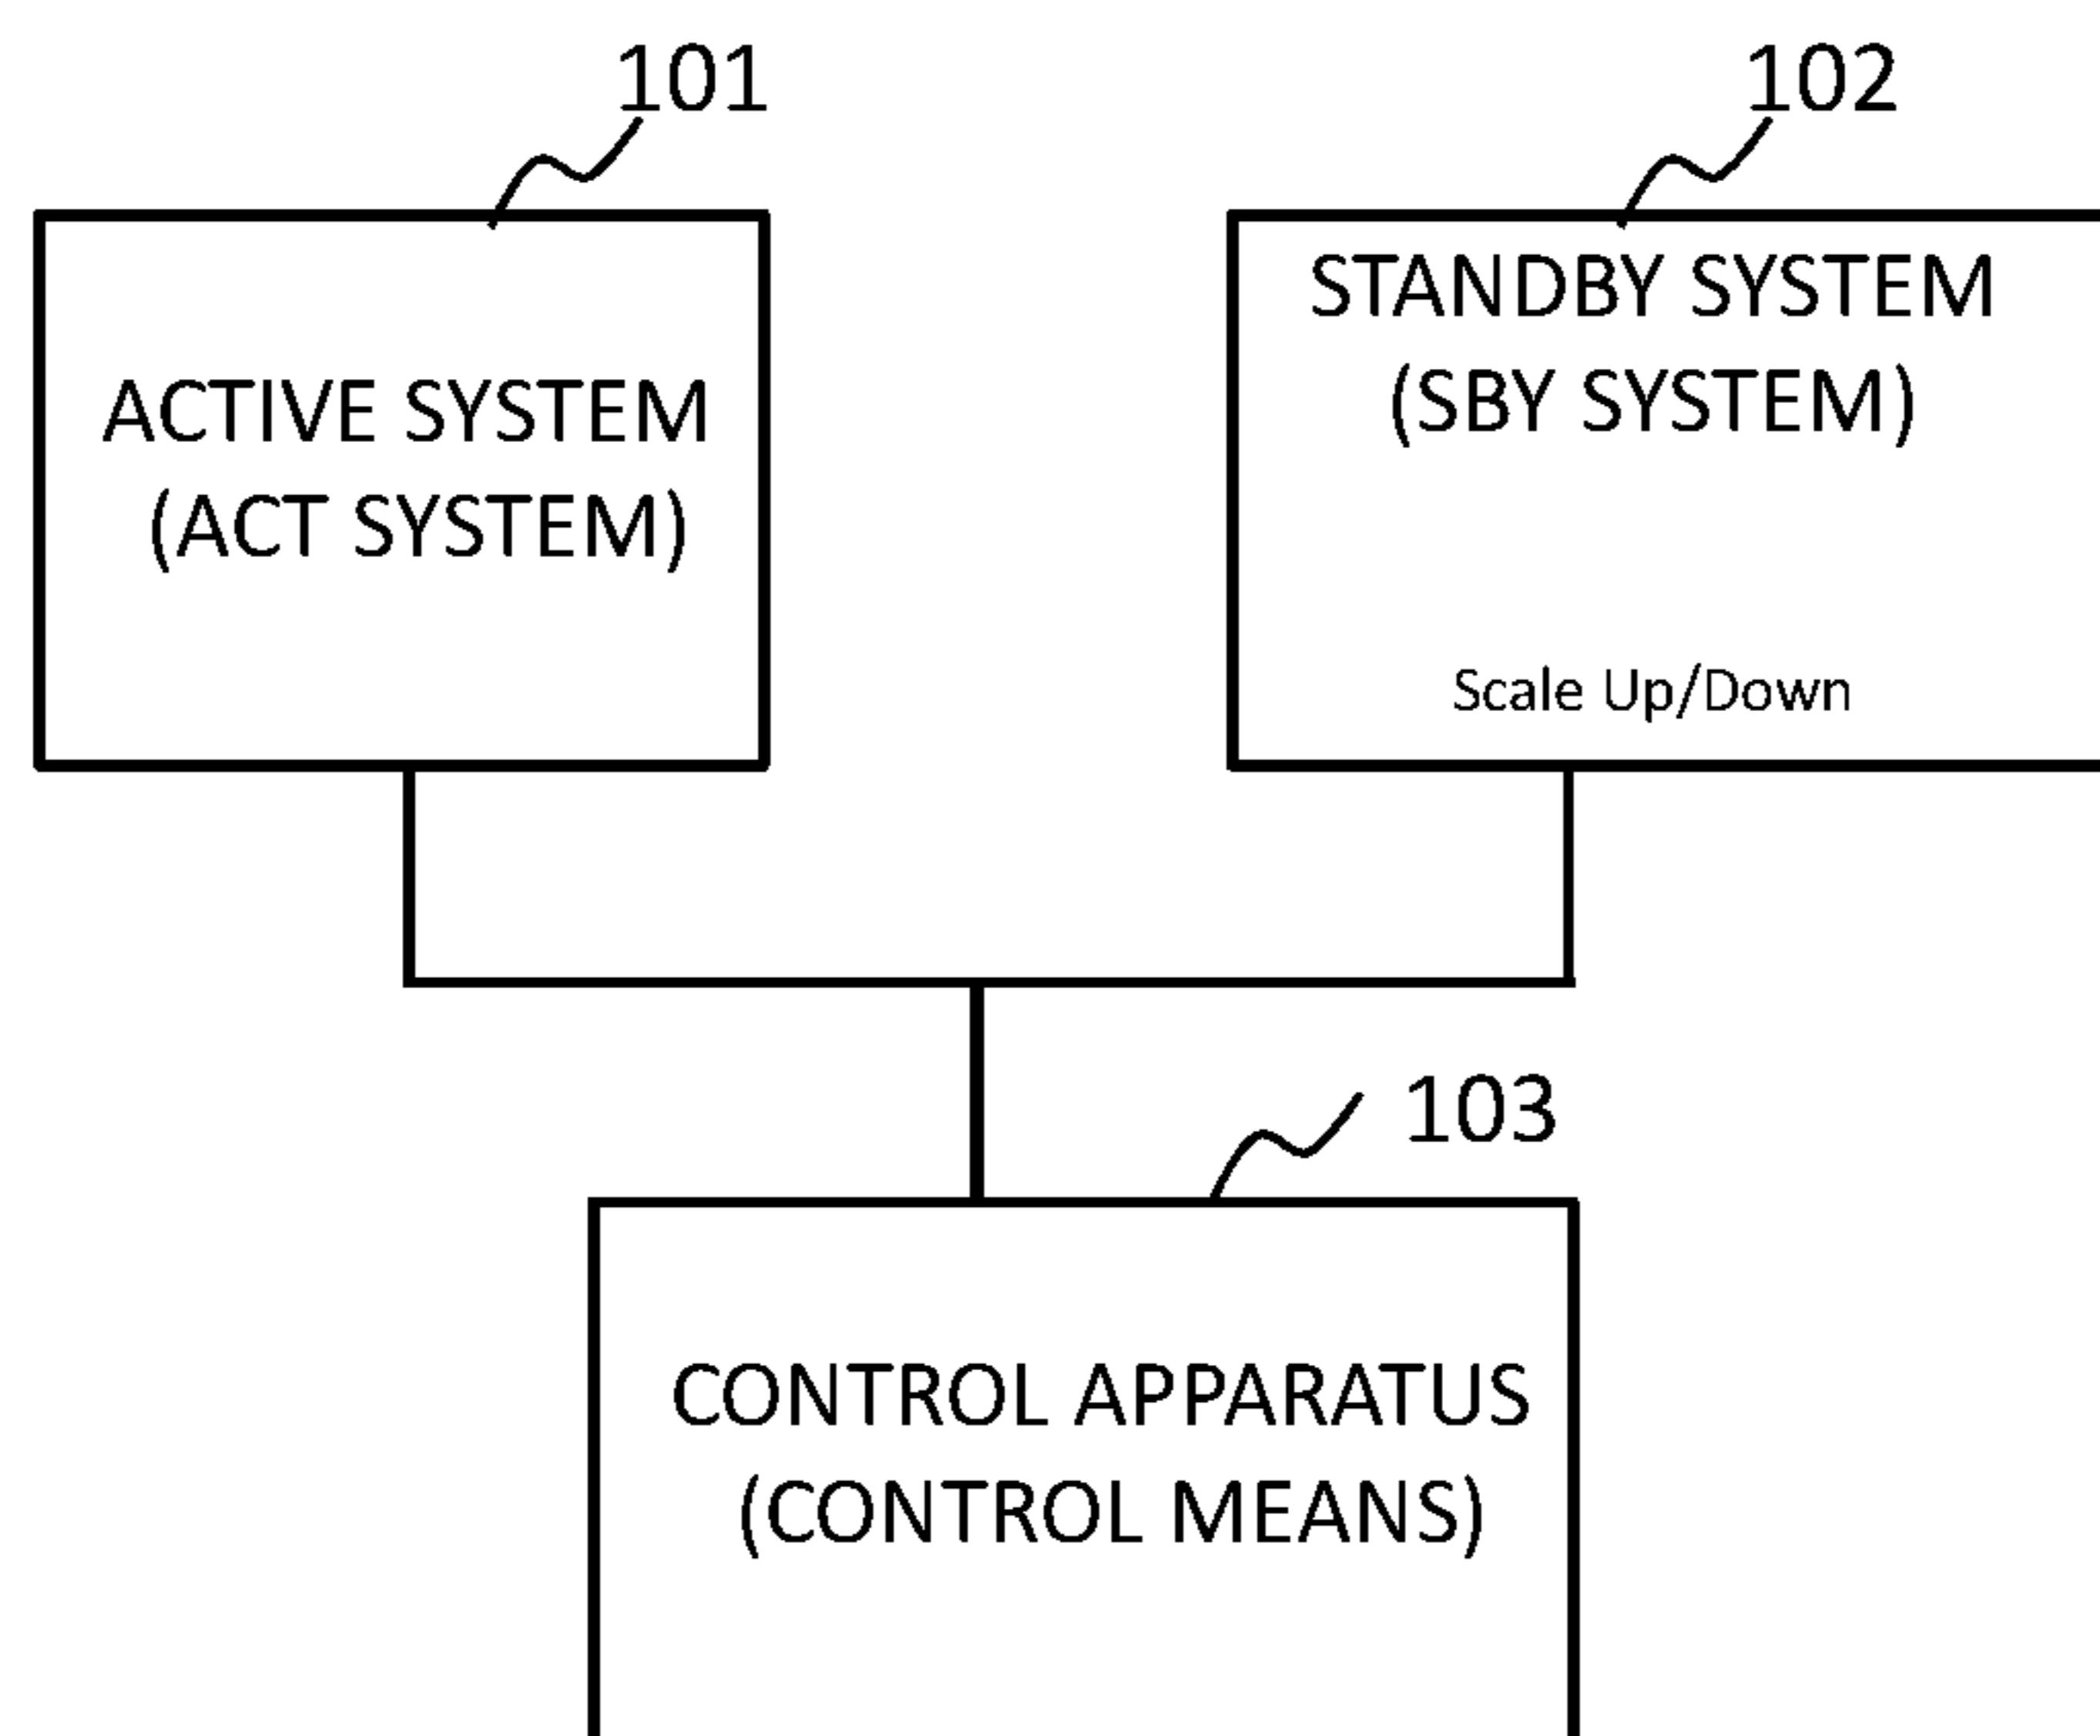 101
102
ACTIVE SYSTEM
(ACT SYSTEM)
STANDBY SYSTEM
(SBY SYSTEM)
Scale Up/Down
103
CONTROL APPARATUS
(CONTROL MEANS)